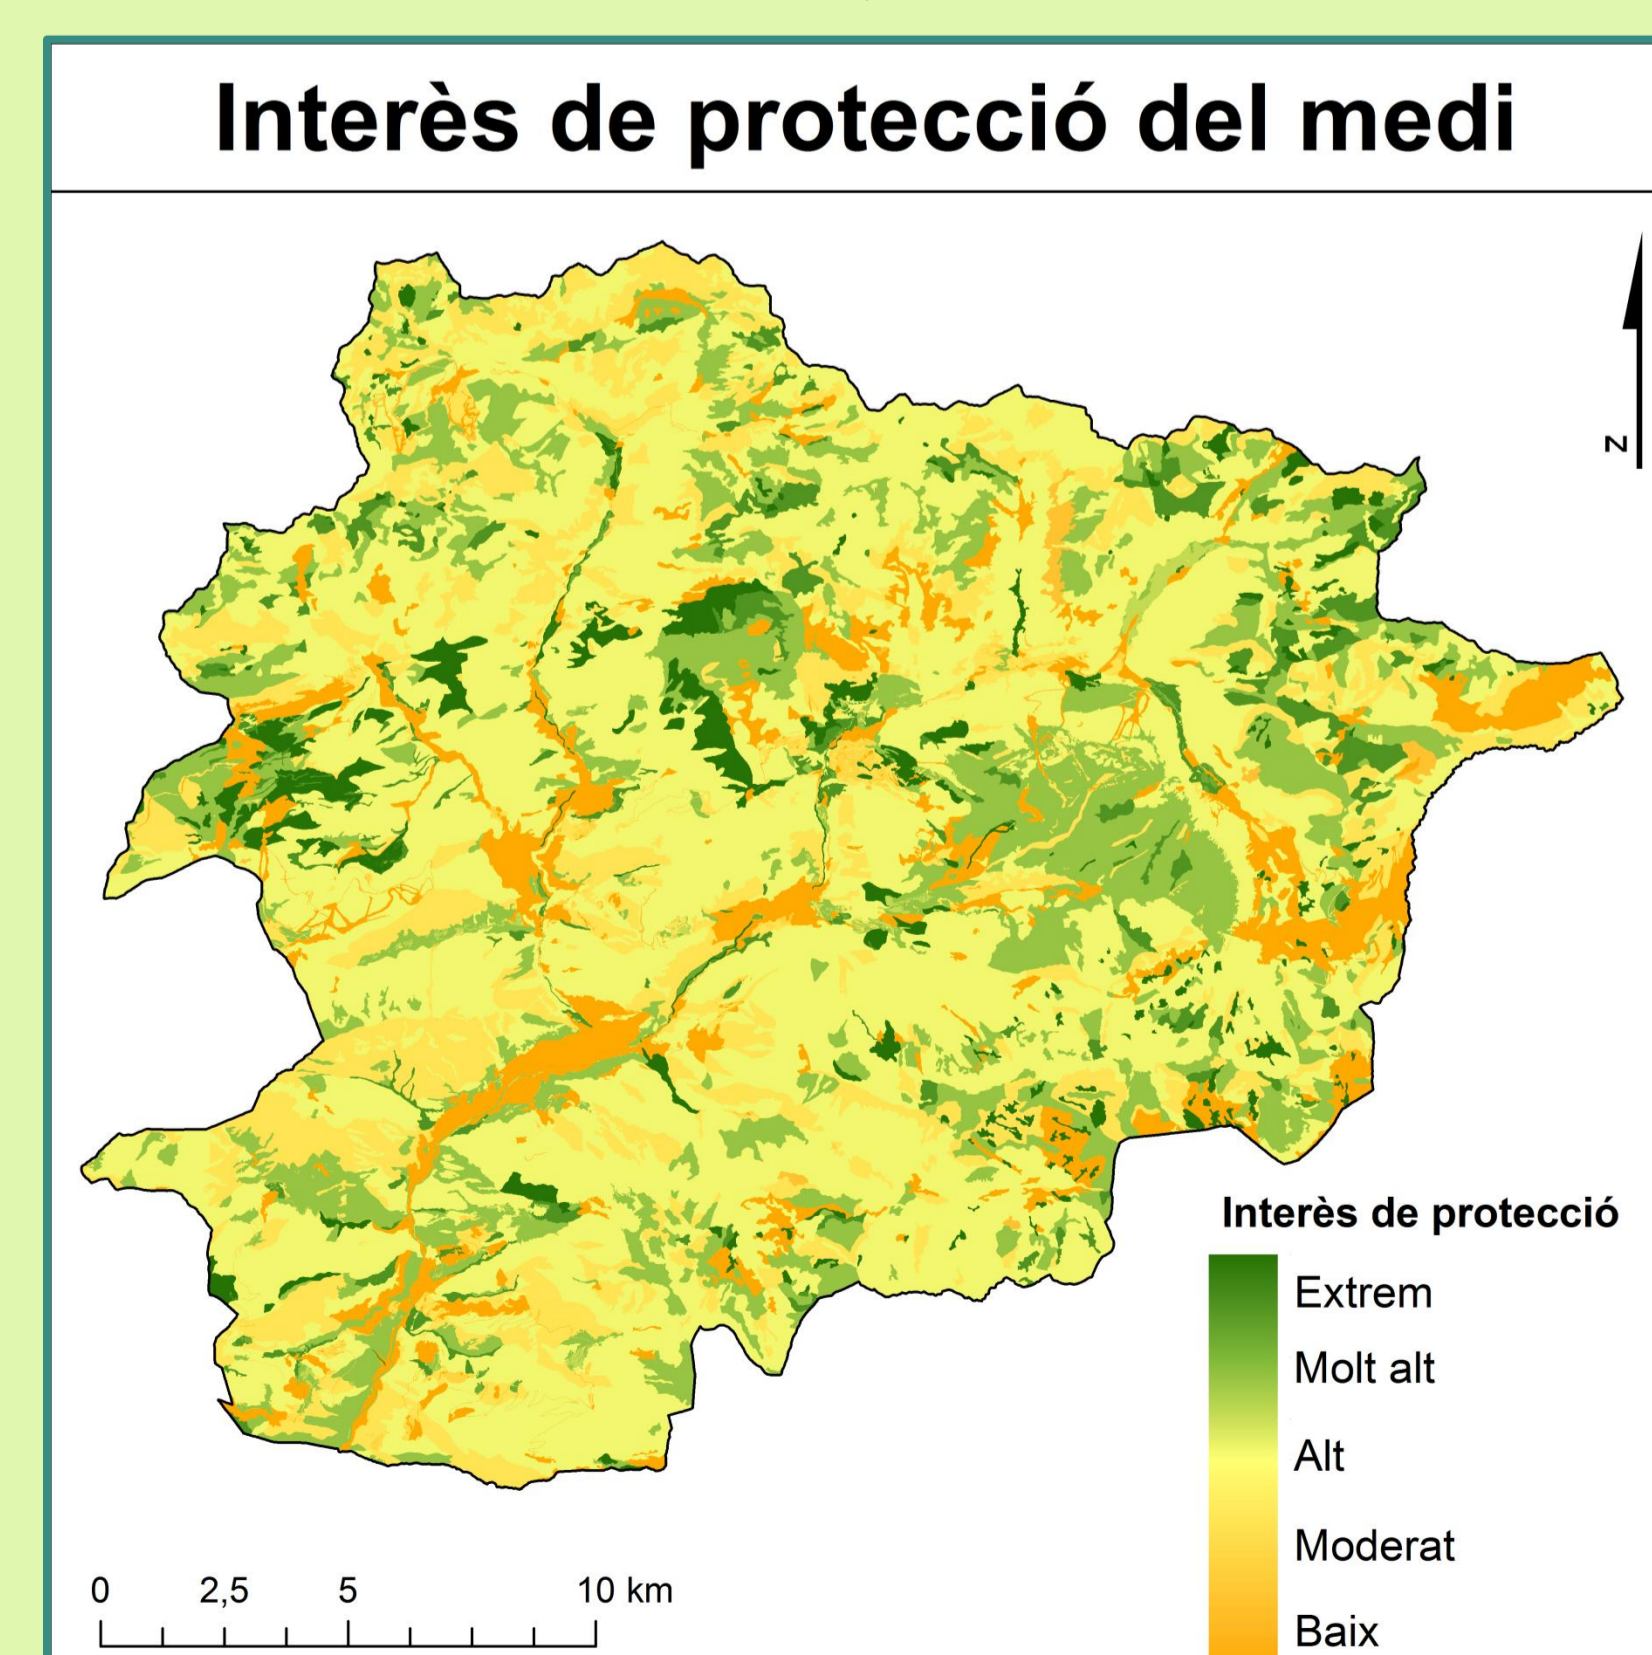 Interès de protecció del medi
N
Interès de protecció
Extrem
Molt alt
Alt
Moderat
Baix
0 2,5 5 10 km